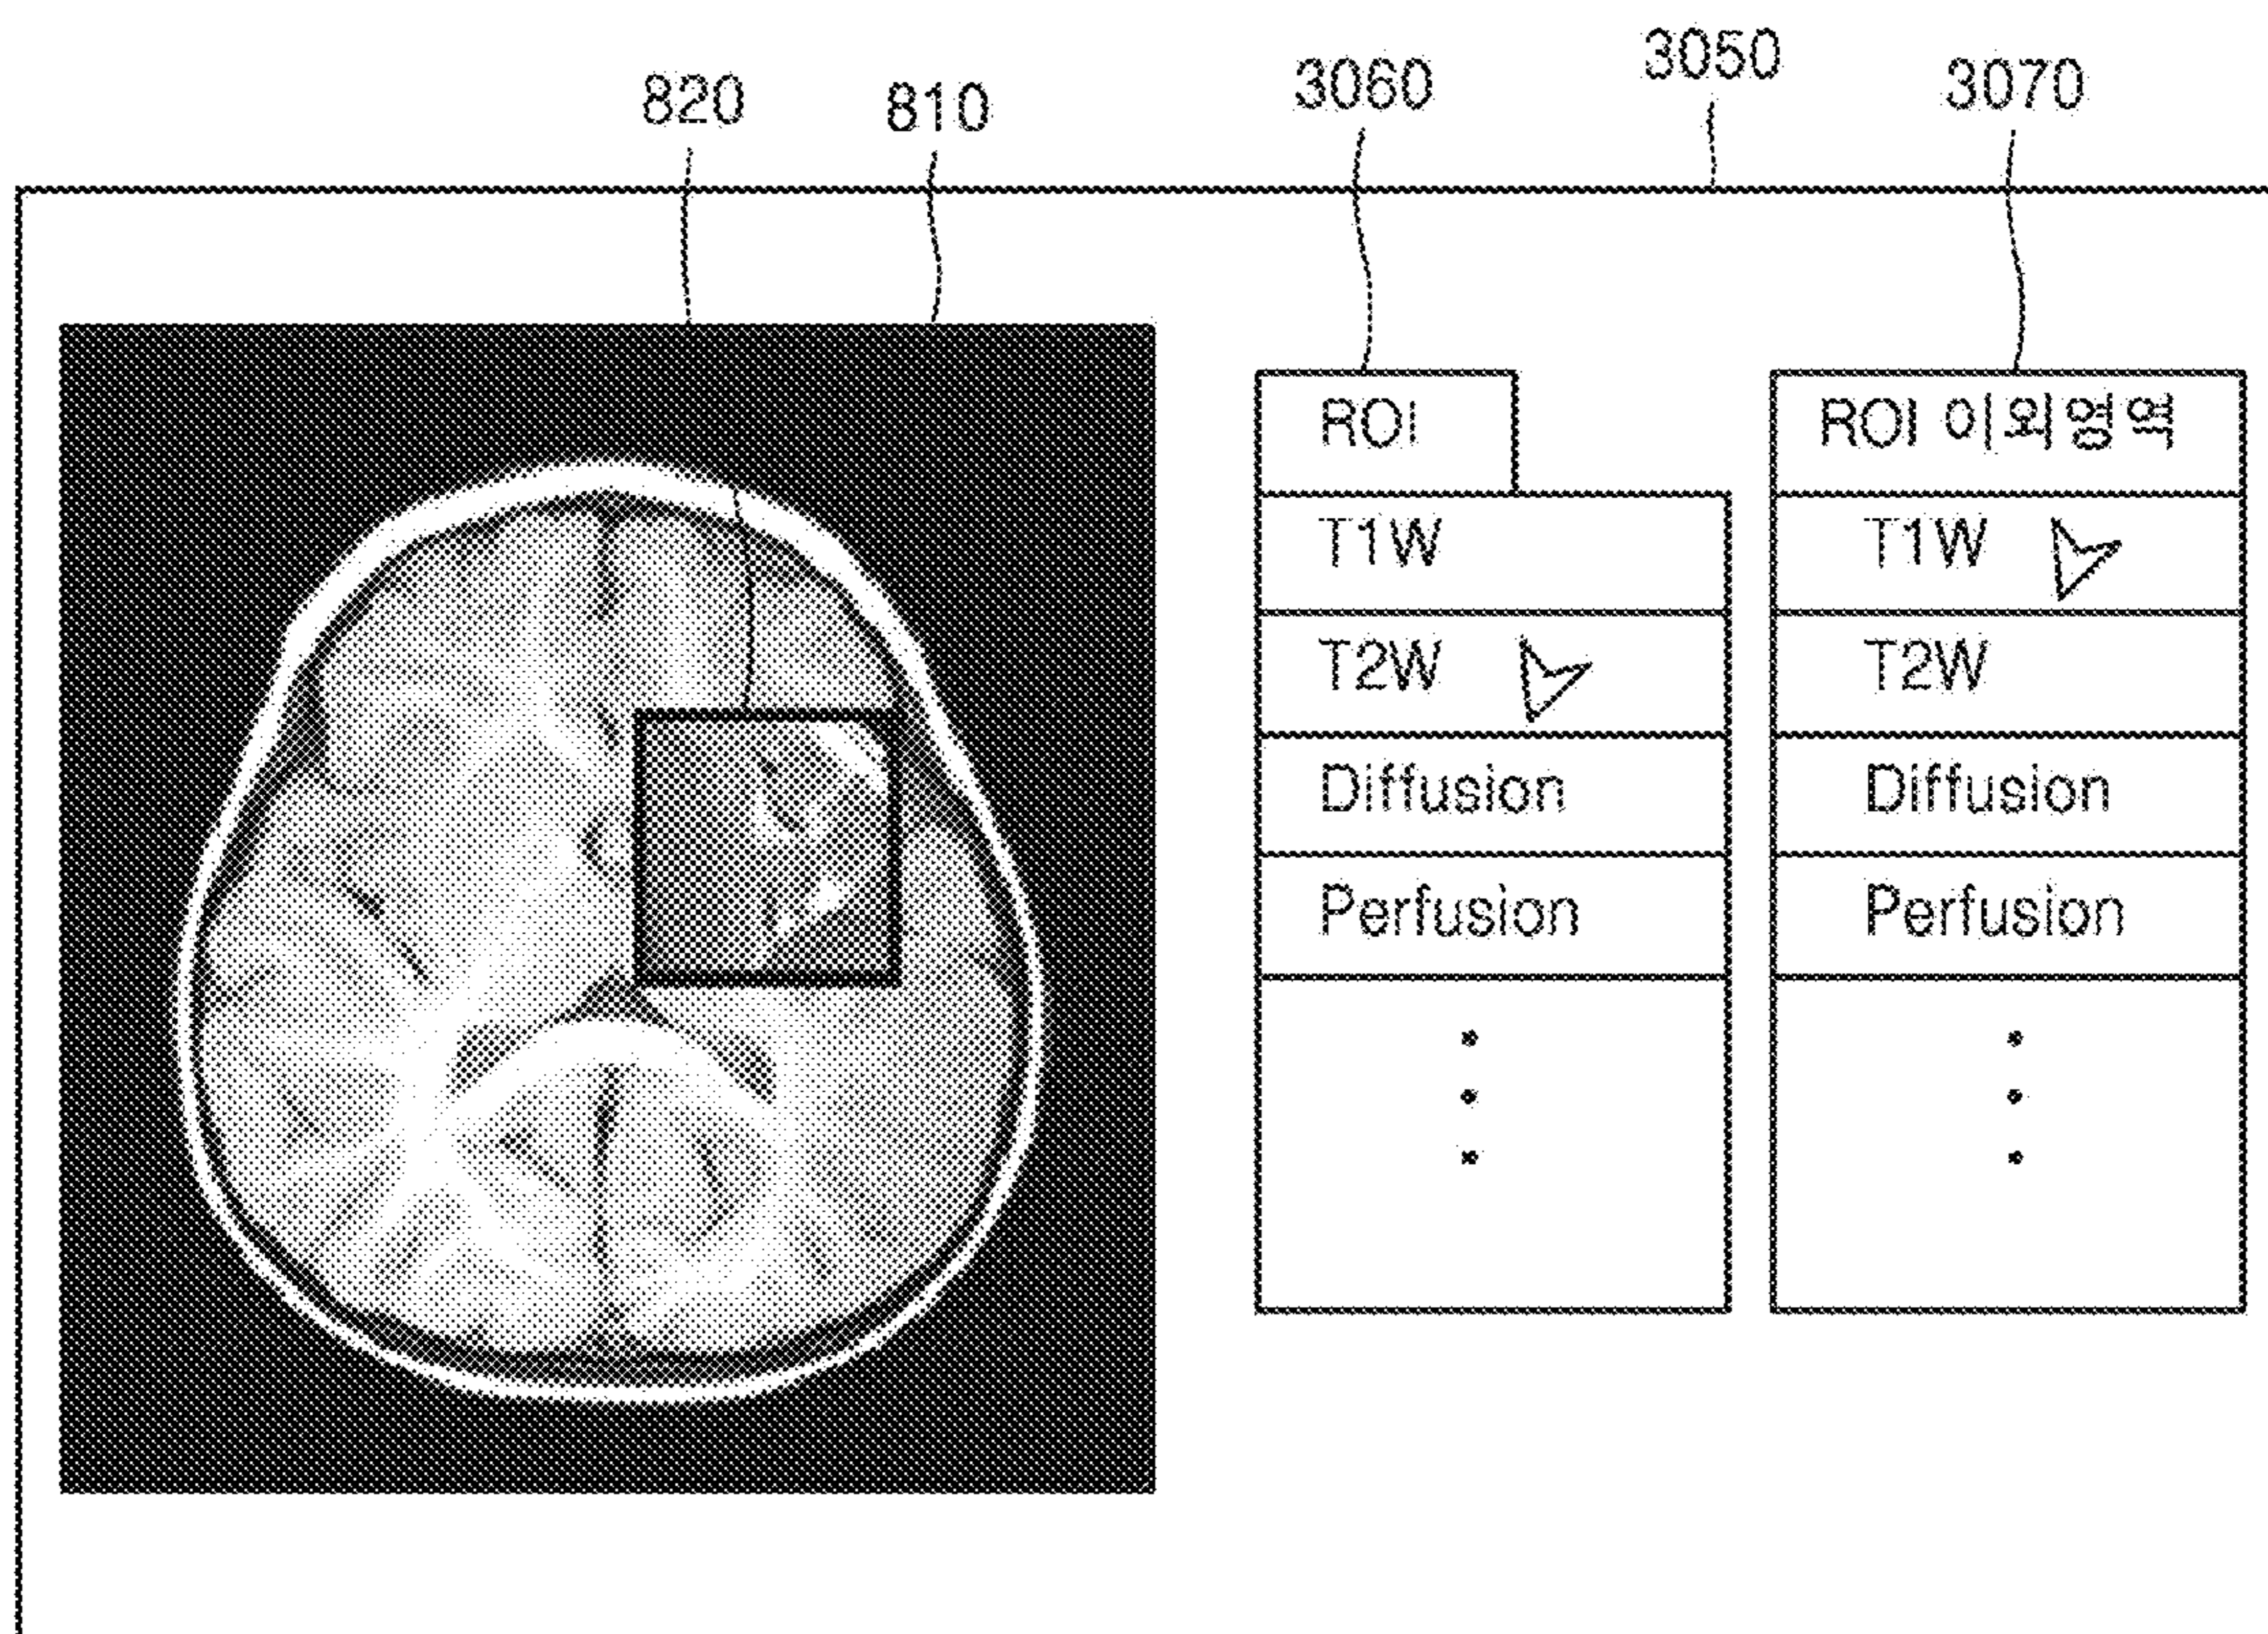 820
810
3060
3050
3070
ROI
T1W
T2W
Diffusion
Perfusion
ROI 이외영역
T1W
T2W
Diffusion
Perfusion